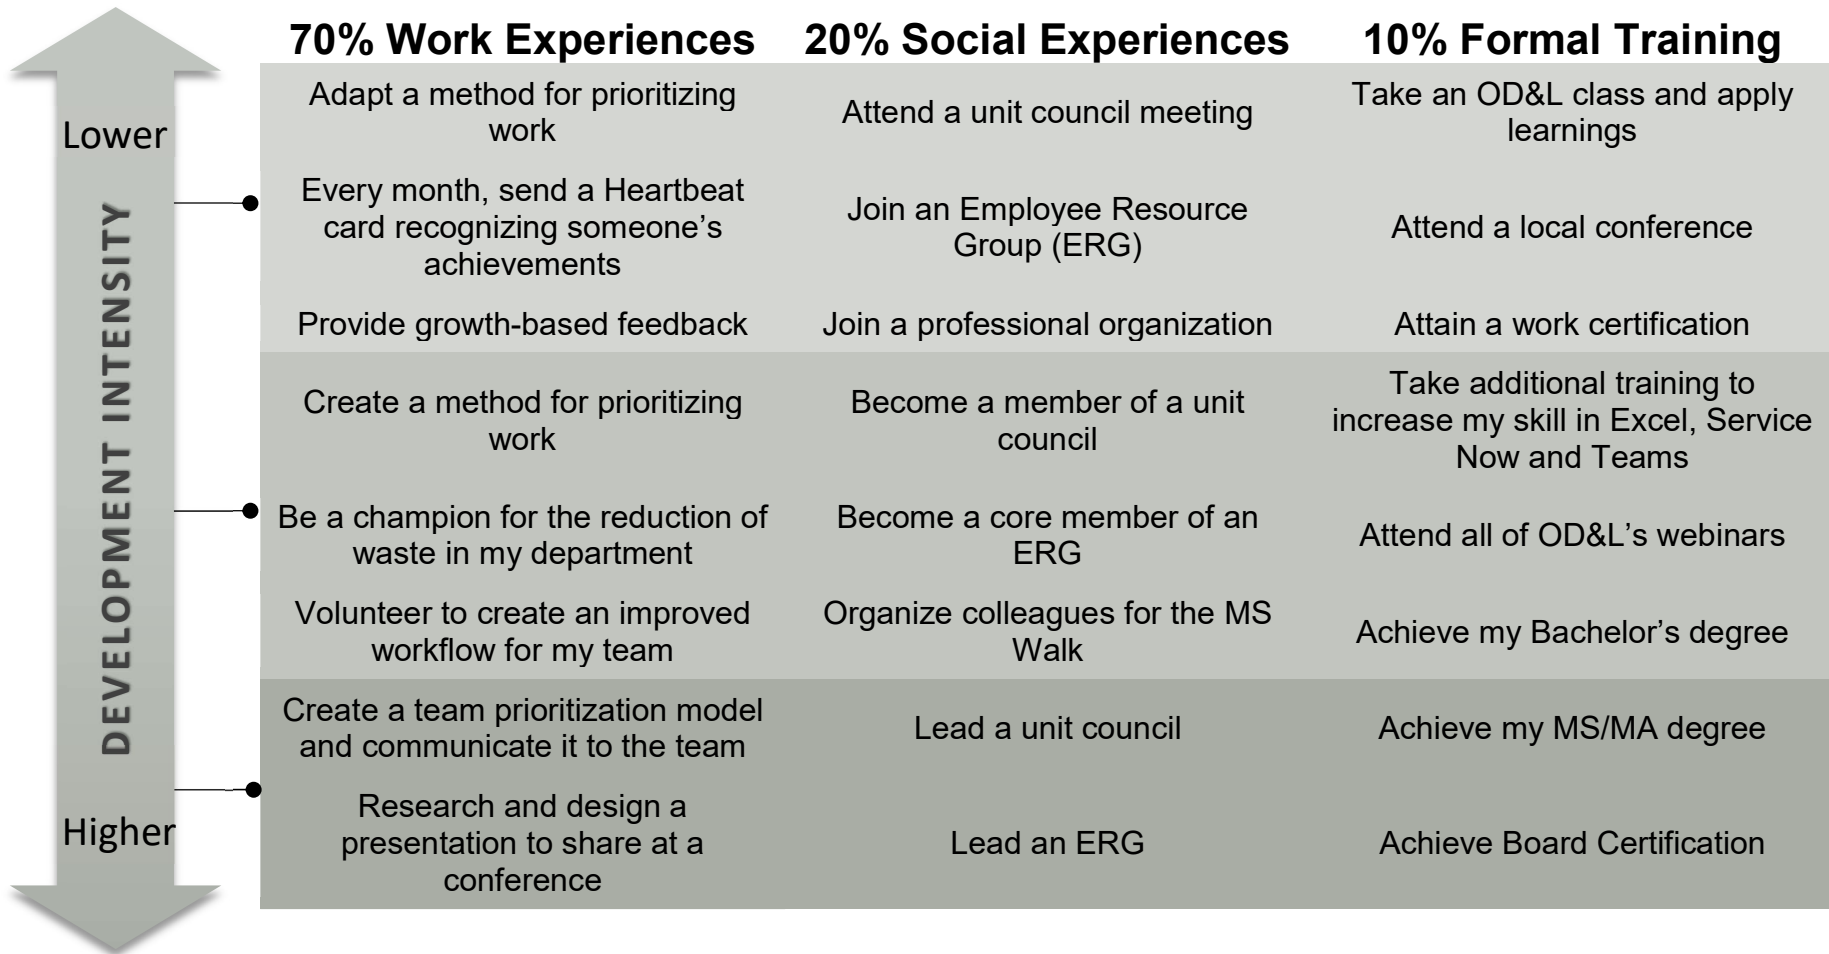 70% Work Experiences
20% Social Experiences
10% Formal Training
Lower
DEVELOPMENT INTENSITY
Higher
Adapt a method for prioritizing
work
Attend a unit council meeting
Take an OD&L class and apply
learnings
Every month, send a Heartbeat
card recognizing someone’s
achievements
Join an Employee Resource
Group (ERG)
Attend a local conference
Provide growth-based feedback
Join a professional organization
Attain a work certification
Create a method for prioritizing
work
Become a member of a unit
council
Take additional training to
increase my skill in Excel, Service
Now and Teams
Be a champion for the reduction of
waste in my department
Become a core member of an
ERG
Attend all of OD&L’s webinars
Volunteer to create an improved
workflow for my team
Organize colleagues for the MS
Walk
Achieve my Bachelor’s degree
Create a team prioritization model
and communicate it to the team
Lead a unit council
Achieve my MS/MA degree
Research and design a
presentation to share at a
conference
Lead an ERG
Achieve Board Certification